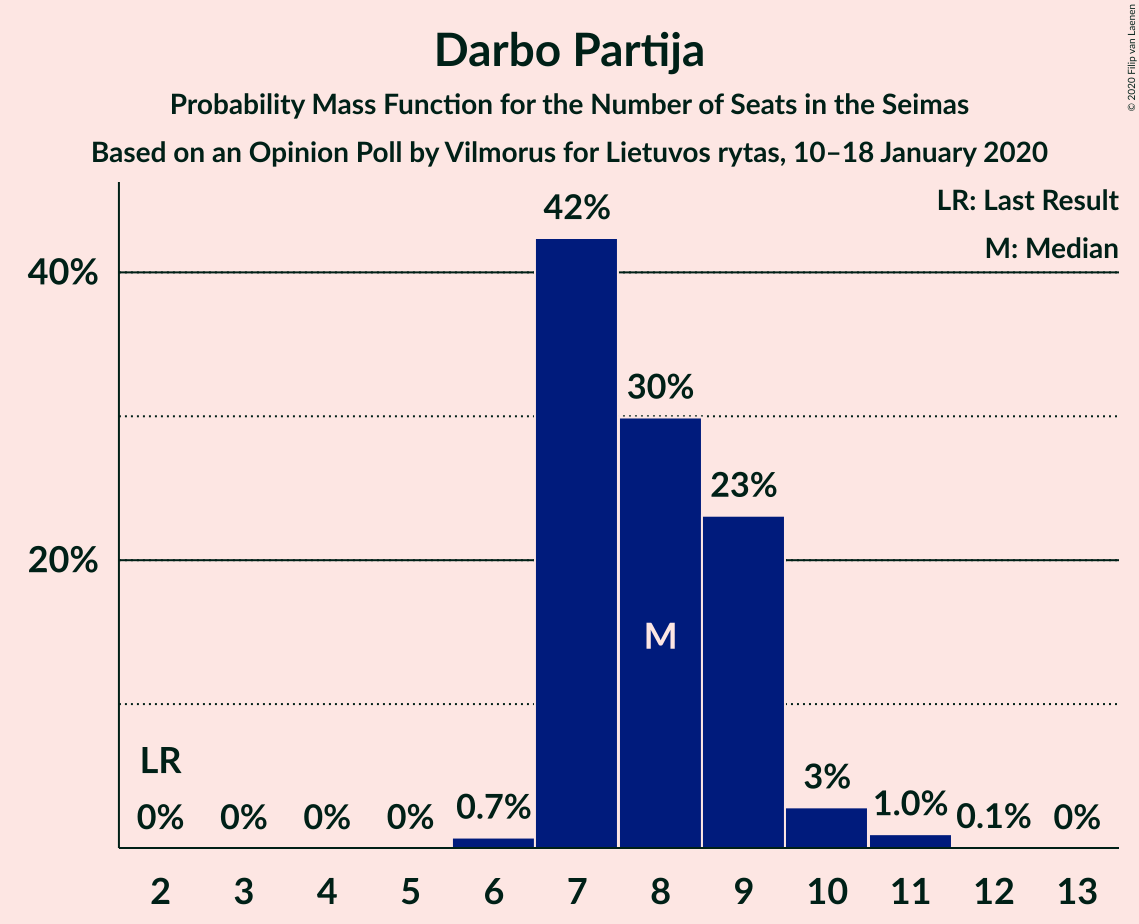 Darbo Partija
Probability Mass Function for the Number of Seats in the Seimas
Based on an Opinion Poll by Vilmorus for Lietuvos rytas, 10–18 January 2020
© 2020 Filip van Laenen
LR: Last Result
M: Median
42%
40%
30%
23%
20%
M
LR
0% 0% 0% 0% 0.7% 3% 1.0% 0.1% 0%
2 3 4 5 6 7 8 9 10 11 12 13